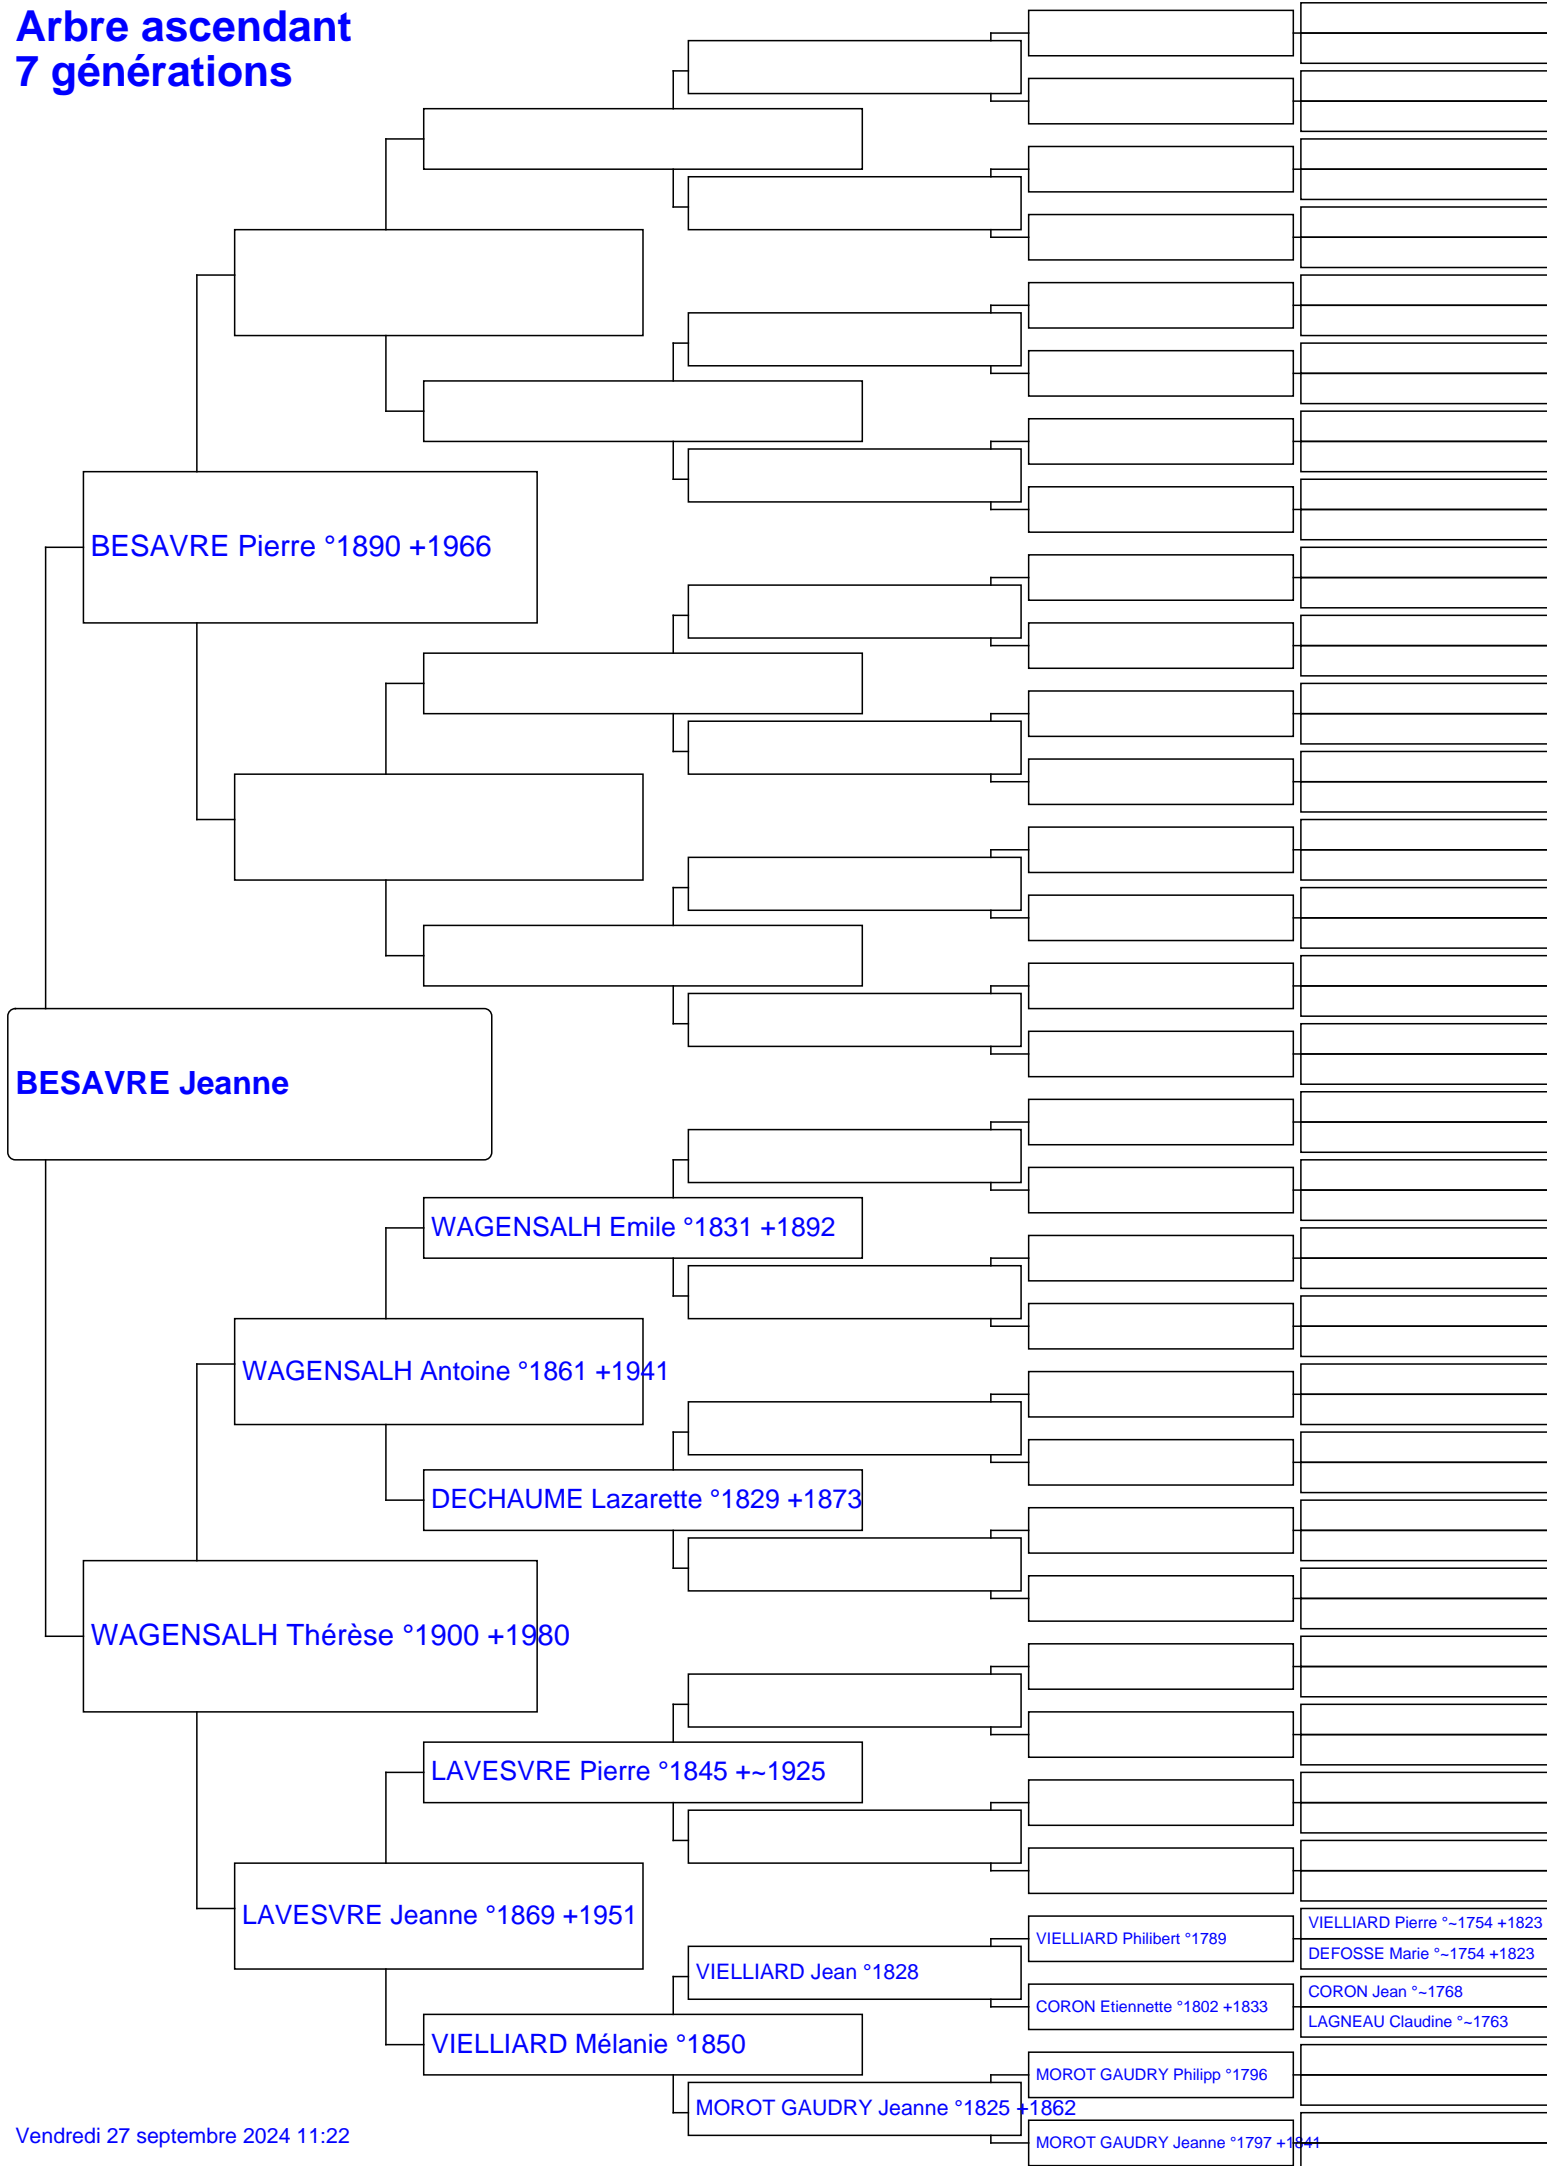 Arbre ascendant
7 générations
BESAVRE Pierre °1890 +1966
BESAVRE Jeanne
WAGENSALH Emile °1831 +1892
WAGENSALH Antoine °1861 +1941
DECHAUME Lazarette °1829 +1873
WAGENSALH Thérèse °1900 +1980
LAVESVRE Pierre °1845 +~1925
LAVESVRE Jeanne °1869 +1951
VIELLIARD Pierre °~1754 +1823
VIELLIARD Philibert °1789
DEFOSSE Marie °~1754 +1823
VIELLIARD Jean °1828
CORON Jean °~1768
CORON Etiennette °1802 +1833
LAGNEAU Claudine °~1763
VIELLIARD Mélanie °1850
MOROT GAUDRY Philipp °1796
MOROT GAUDRY Jeanne °1825 +1862
MOROT GAUDRY Jeanne °1797 +1841
Vendredi 27 septembre 2024 11:22